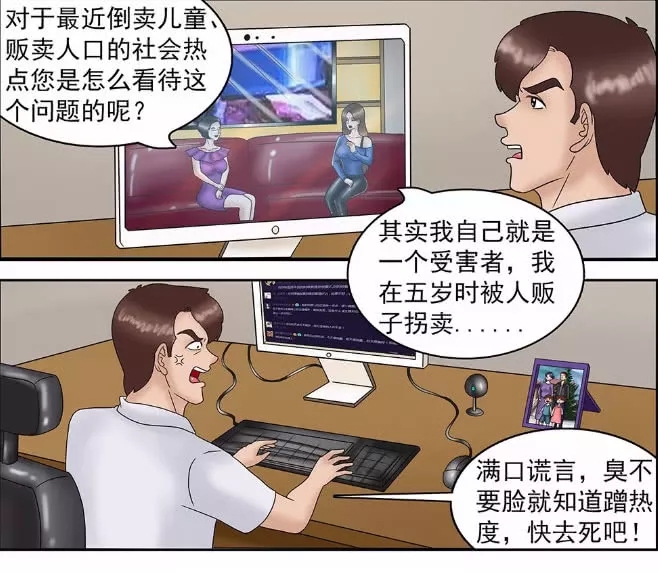 对于最近倒卖儿童、
贩卖人口的社会热
点您是怎么看待这
个问题的呢?
其实我自己就是
一个受害者，我
在五岁时被人贩
子拐卖......
满口谎言，臭不
要脸就知道蹭热
度，快去死吧！